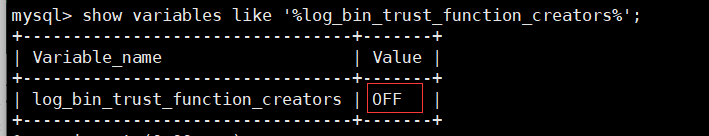 mysql> show variables like '%log_bin_trust_function_creators%';
+---------------------------------+-------+
| Variable_name                   | Value |
+---------------------------------+-------+
| log_bin_trust_function_creators | OFF   |
+---------------------------------+-------+